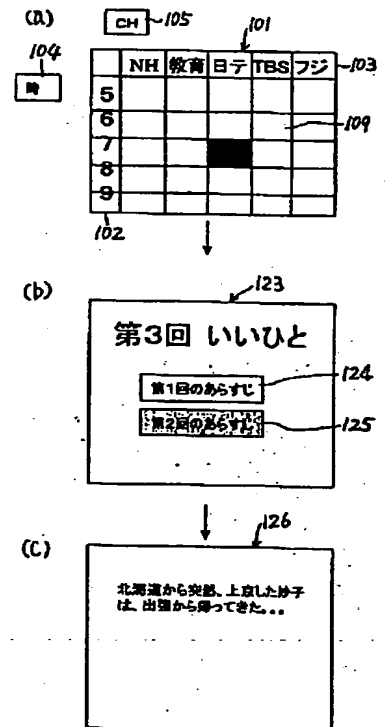 (a)
CH
105
101
104
時
NH 教育 日テ TBS フジ
103
5
6
109
7
8
9
102
(b)
123
第3回 いいひと
第1回のあらすじ
124
第2回のあらすじ
125
(C)
126
北海道から突然、上京した妙子
は、出張から帰ってきた...